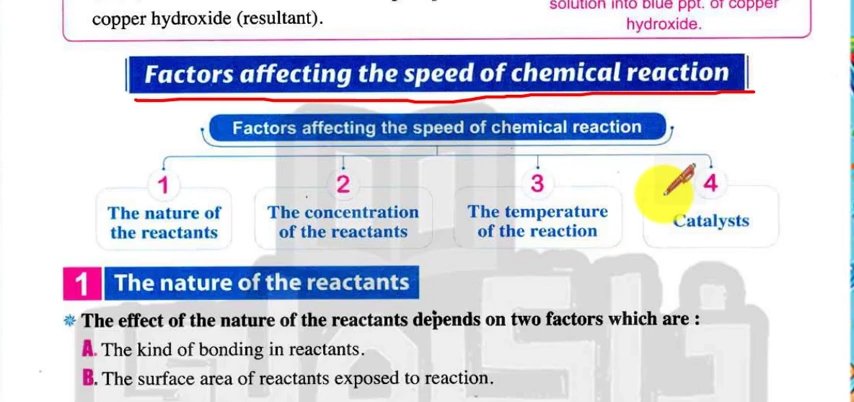 solution into blue ppt. of copper
hydroxide.
copper hydroxide (resultant).
Factors affecting the speed of chemical reaction
Factors affecting the speed of chemical reaction
1
The nature of
the reactants
2
The concentration
of the reactants
3
The temperature
of the reaction
4
Catalysts
1 The nature of the reactants
* The effect of the nature of the reactants depends on two factors which are :
A. The kind of bonding in reactants.
B. The surface area of reactants exposed to reaction.